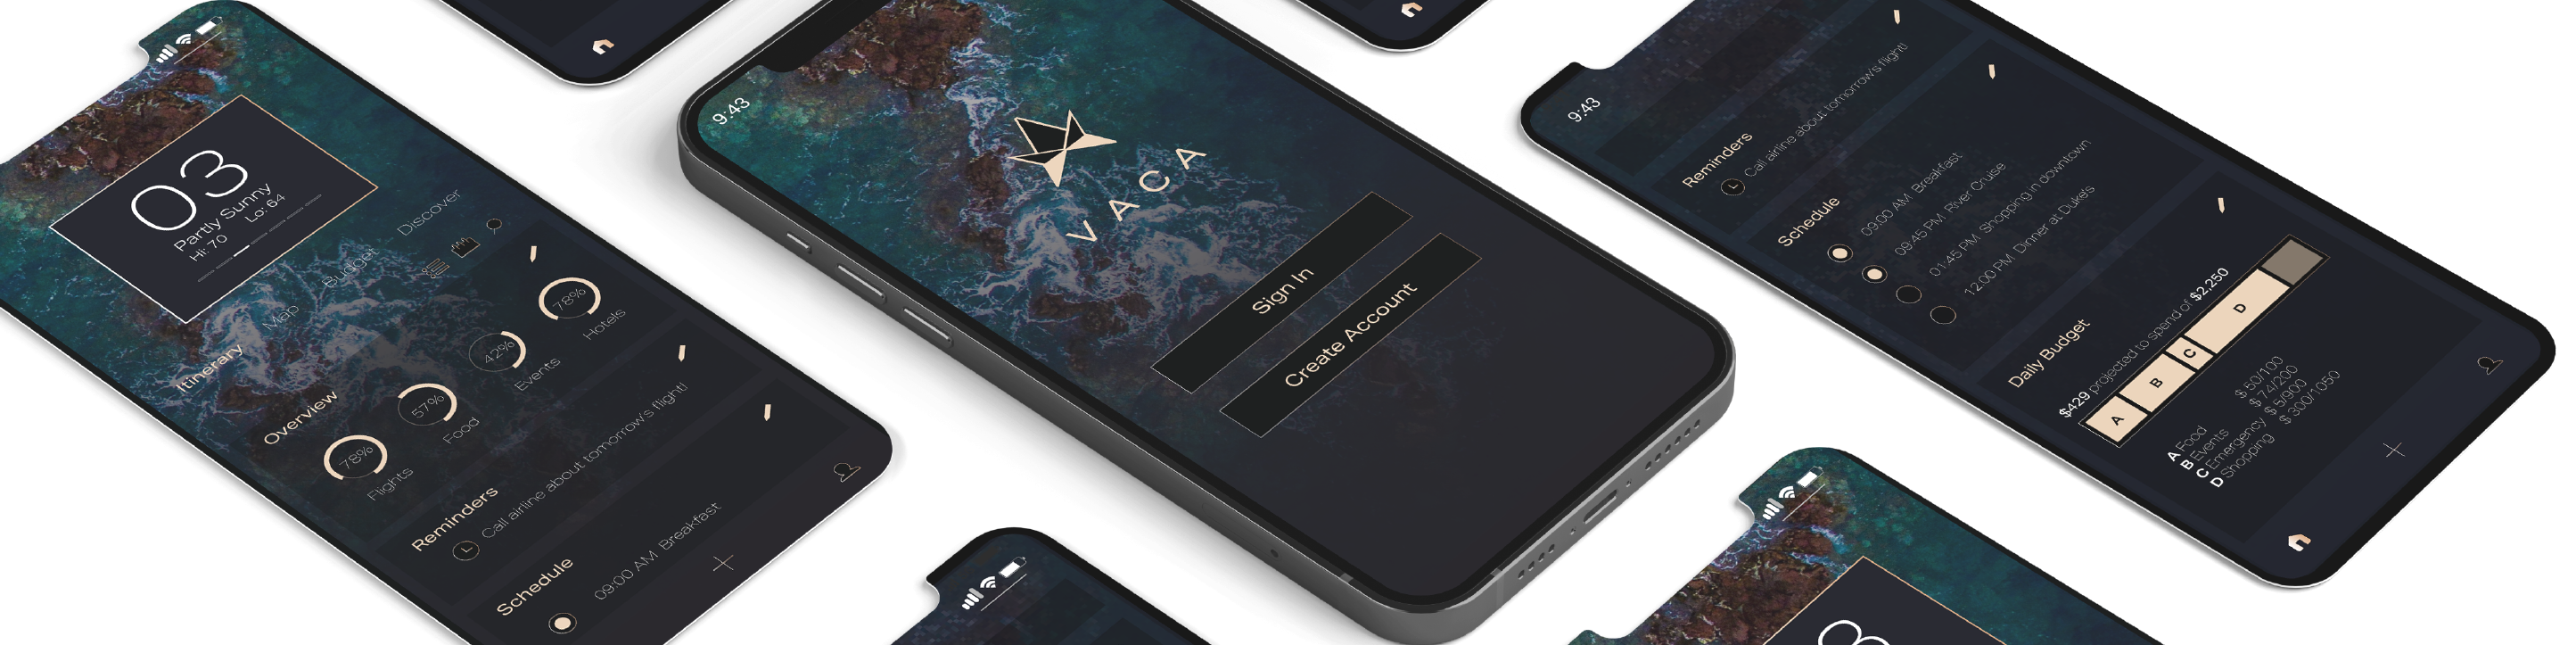 03
Partly Sunny
Hi: 70 Lo: 64
Itinerary Map Budget Discover
Overview
78% 57% 42% 78%
Flights Food Events Hotels
Reminders
Call airline about tomorrow's flight!
Schedule
09:00 AM Breakfast
9:43
VACA
Sign In
Create Account
9:43
Reminders
Call airline about tomorrow's flight!
Schedule
09:00 AM Breakfast
09:45 PM River Cruise
01:45 PM Shopping in downtown
12:00 PM Dinner at Duke's
Daily Budget
$429 projected to spend of $2,250
A B C D
A Food $50/100
B Events $74/200
C Emergency $5/900
D Shopping $300/1050